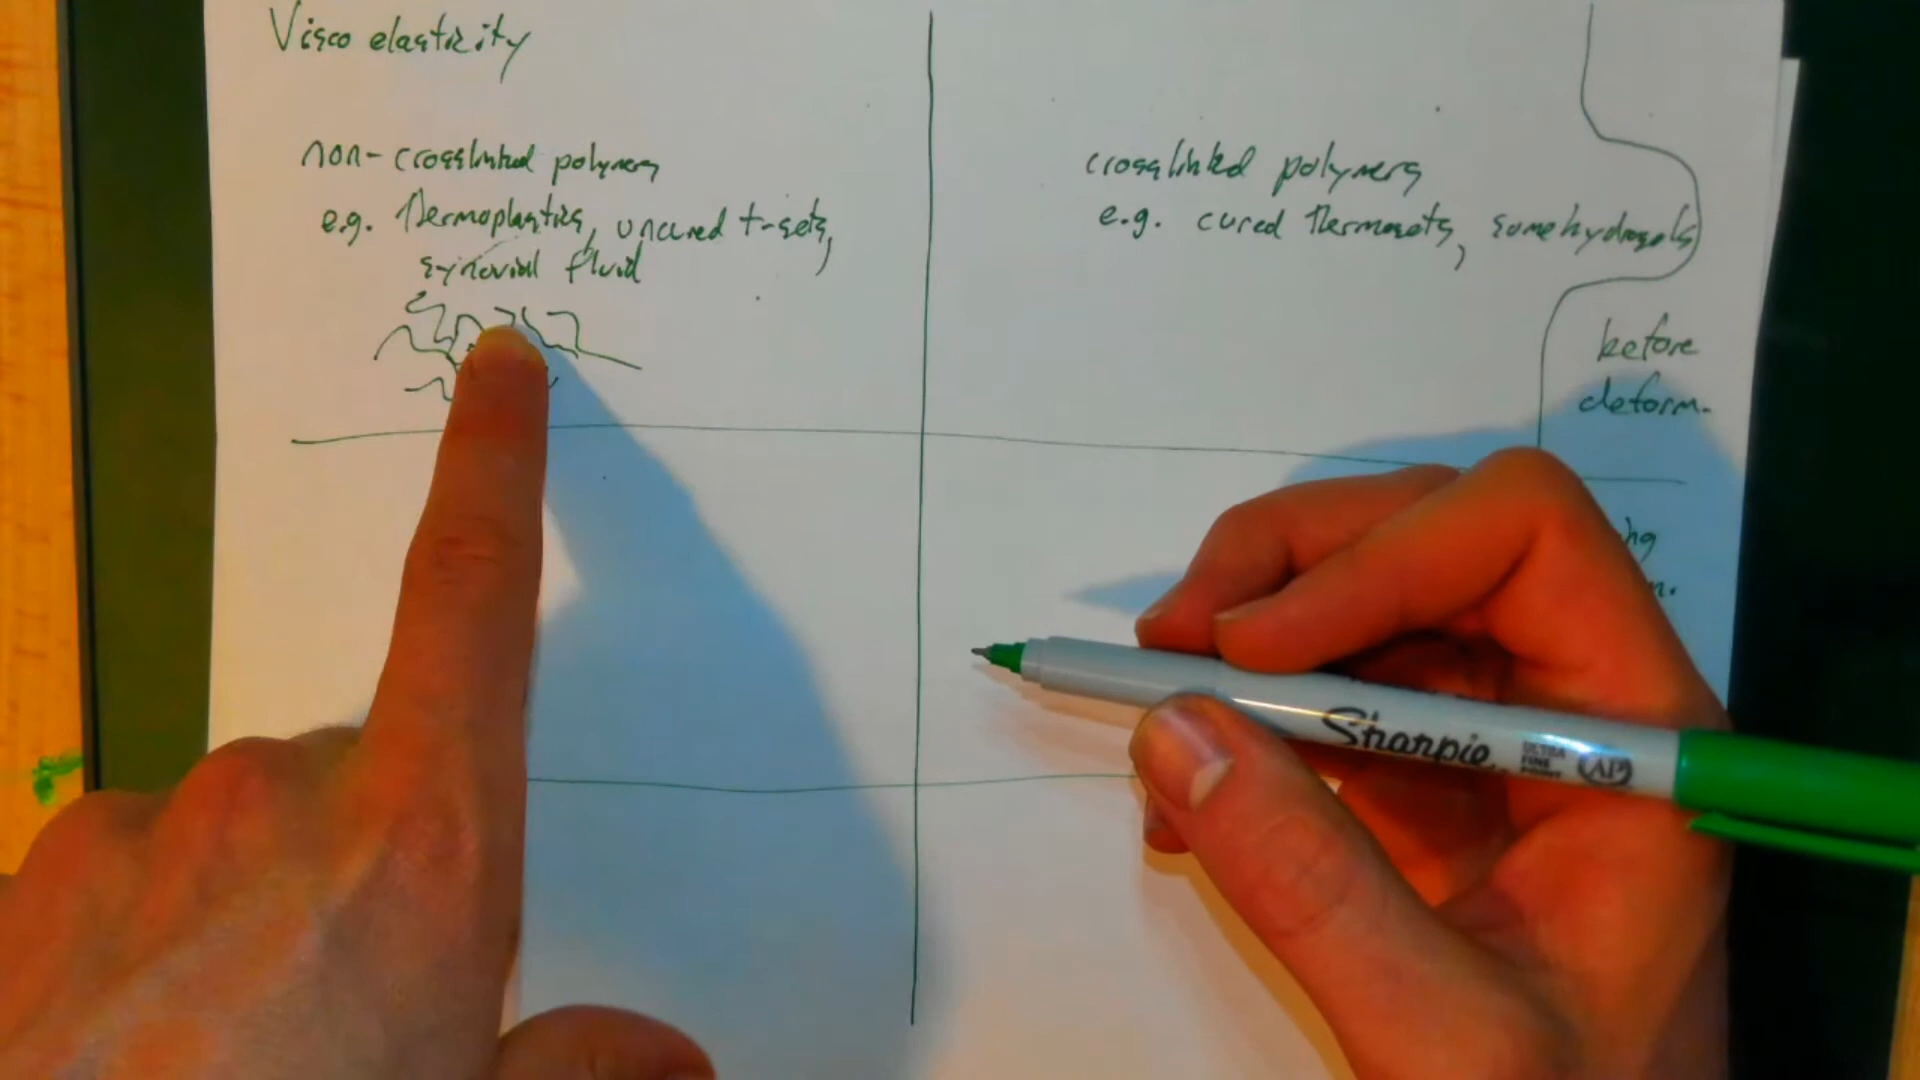 Visco elasticity
non-crosslinked polymers
e.g. thermoplastics, uncured t-sets,
synovial fluid
crosslinked polymers
e.g. cured thermosets, some hydrogels
before
deform.
Sharpie
ULTRA
FINE
POINT
AP